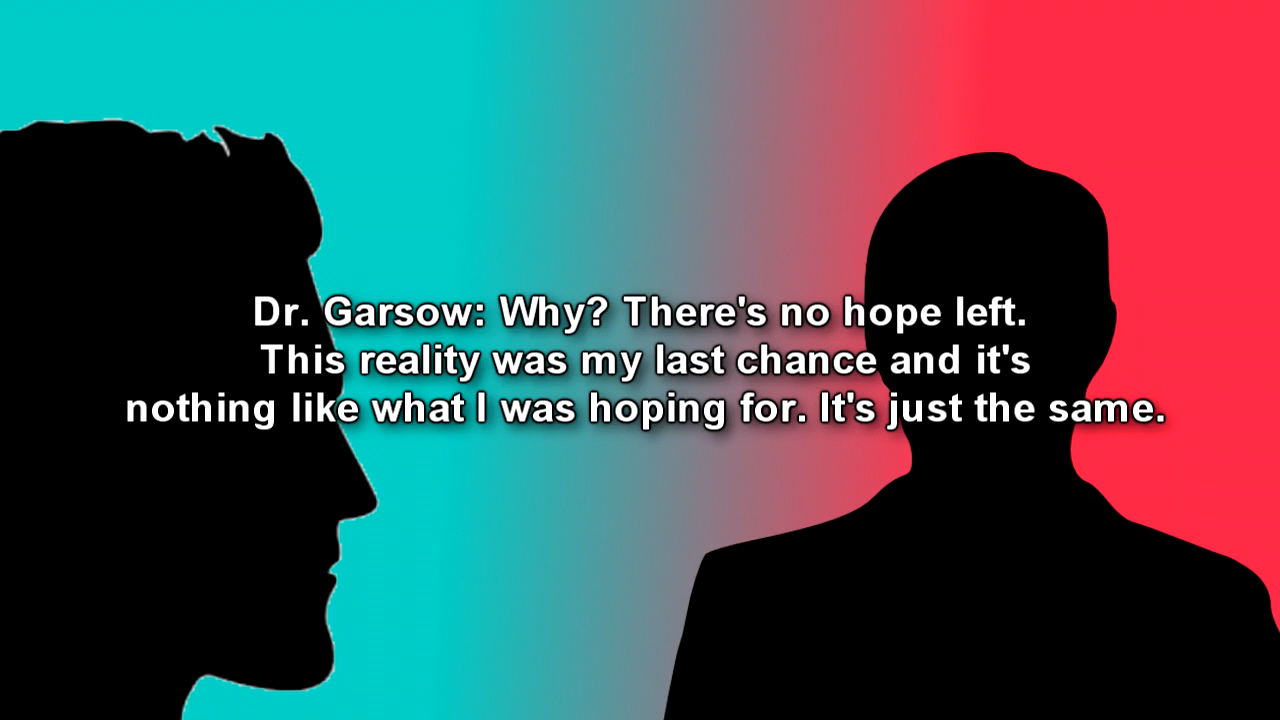 Dr. Garsow: Why? There's no hope left.
This reality was my last chance and it's
nothing like what I was hoping for. It's just the same.